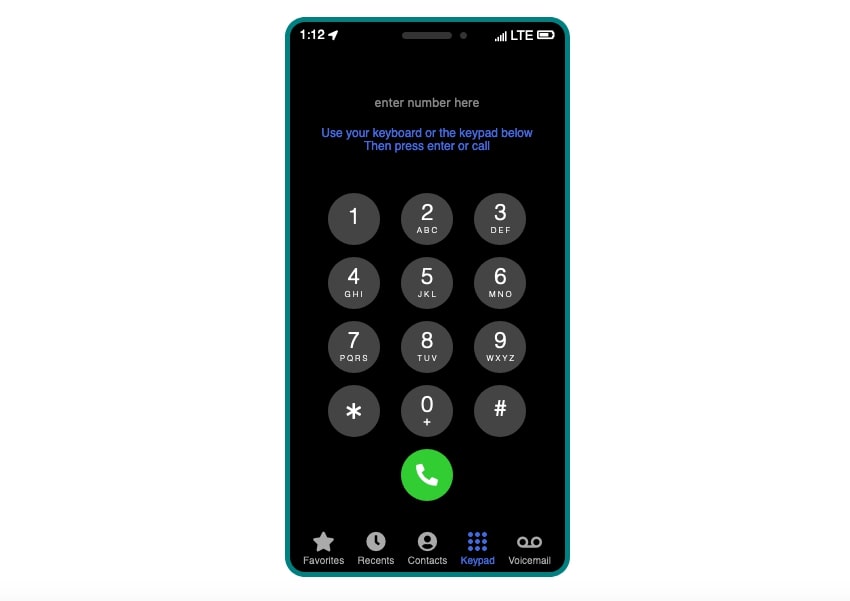 1:12 LTE
enter number here
Use your keyboard or the keypad below
Then press enter or call
1 2 3
ABC DEF
4 5 6
GHI JKL MNO
7 8 9
PQRS TUV WXYZ
* 0 #
+
Favorites Recents Contacts Keypad Voicemail